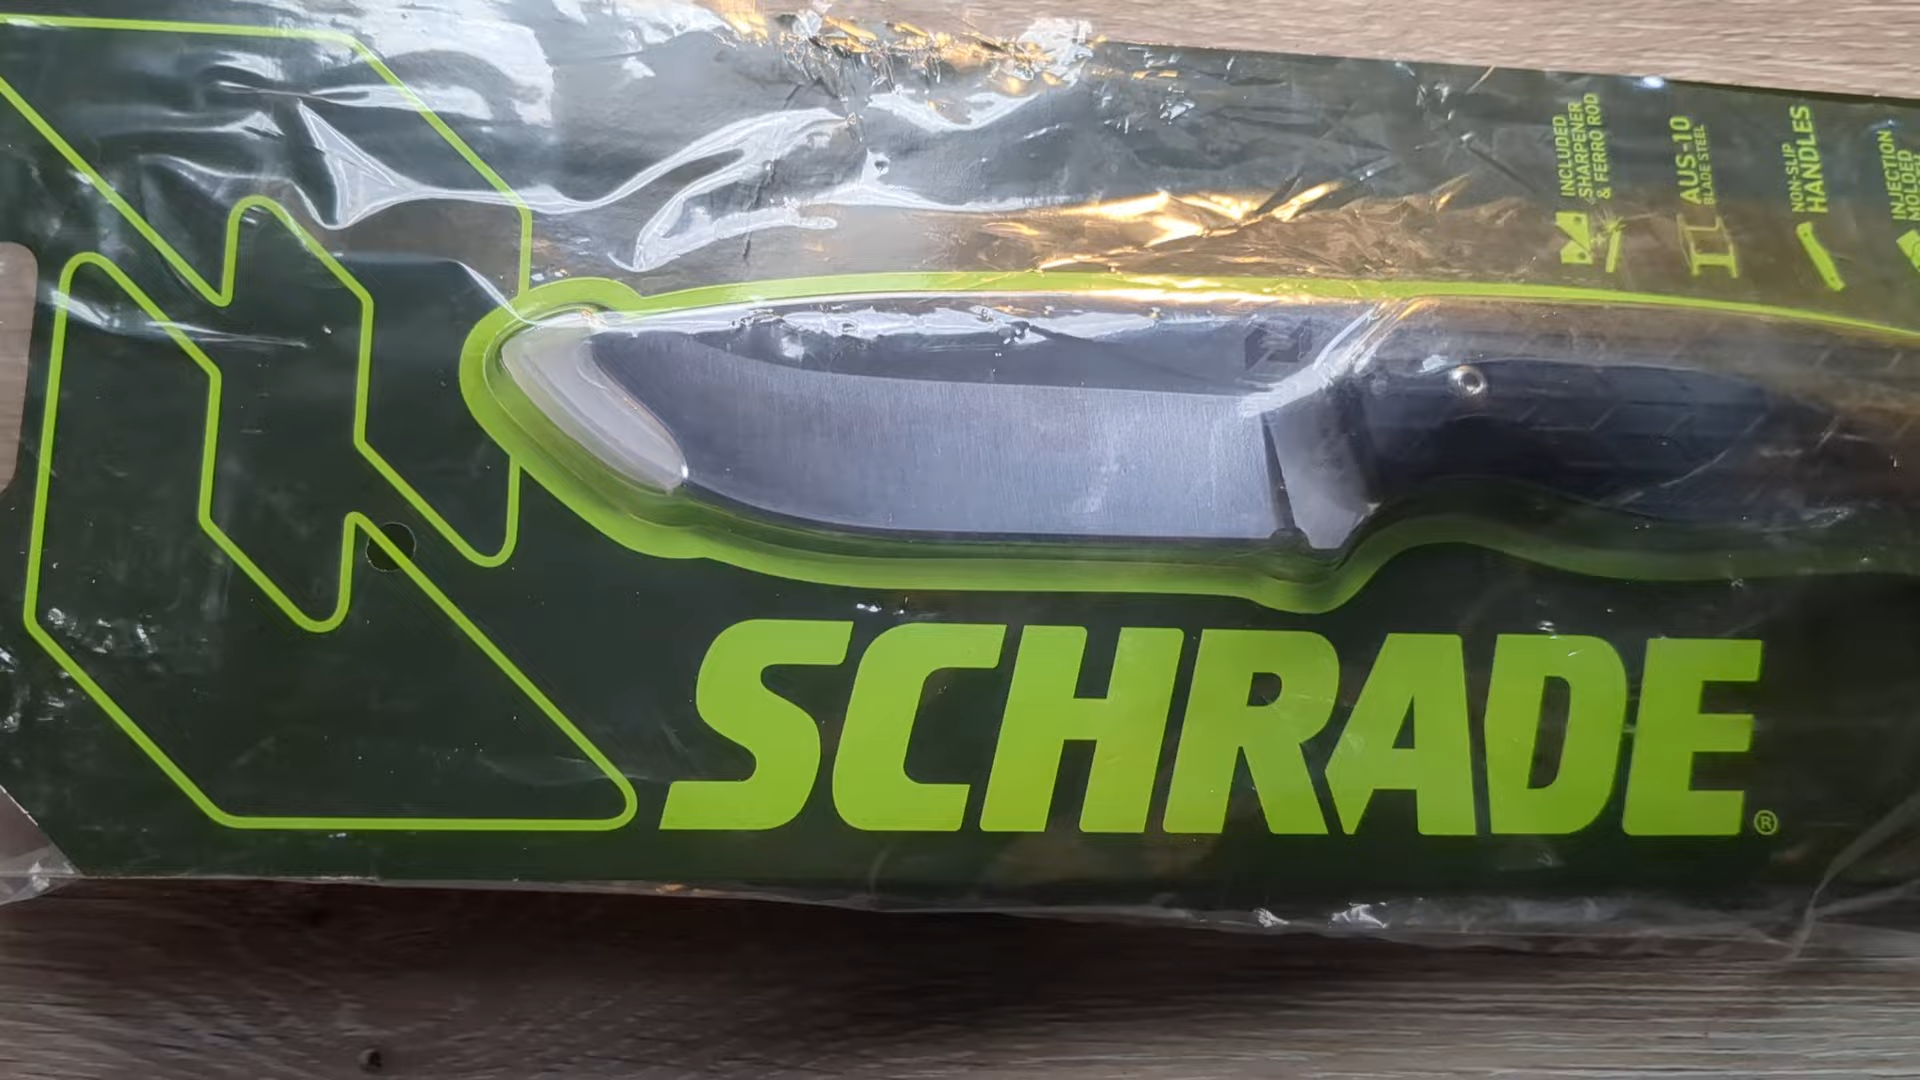 INCLUDED
SHARPENER
& FERRO ROD
AUS-10
BLADE STEEL
NON-SLIP
HANDLES
INJECTION
MOLDED
SCHRADE®